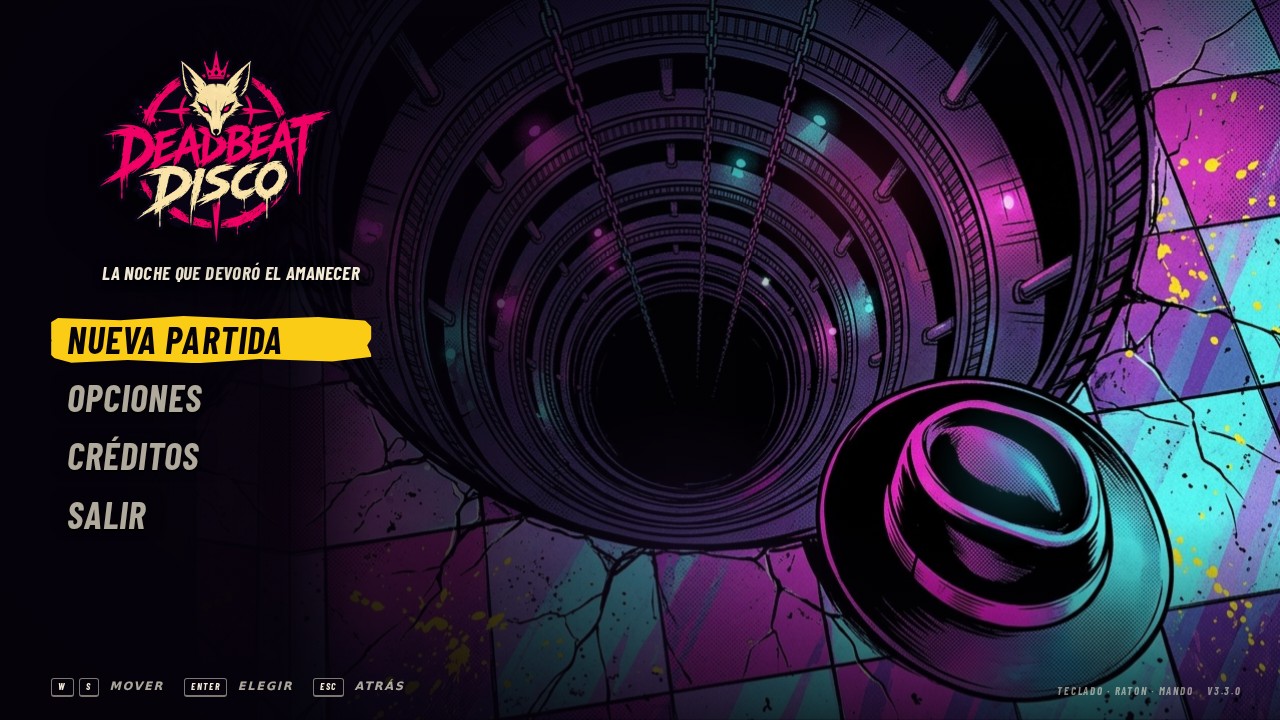 DEADBEAT
DISCO
LA NOCHE QUE DEVORÓ EL AMANECER
NUEVA PARTIDA
OPCIONES
CRÉDITOS
SALIR
W S MOVER ENTER ELEGIR ESC ATRÁS
TECLADO · RATON · MANDO V3.3.0